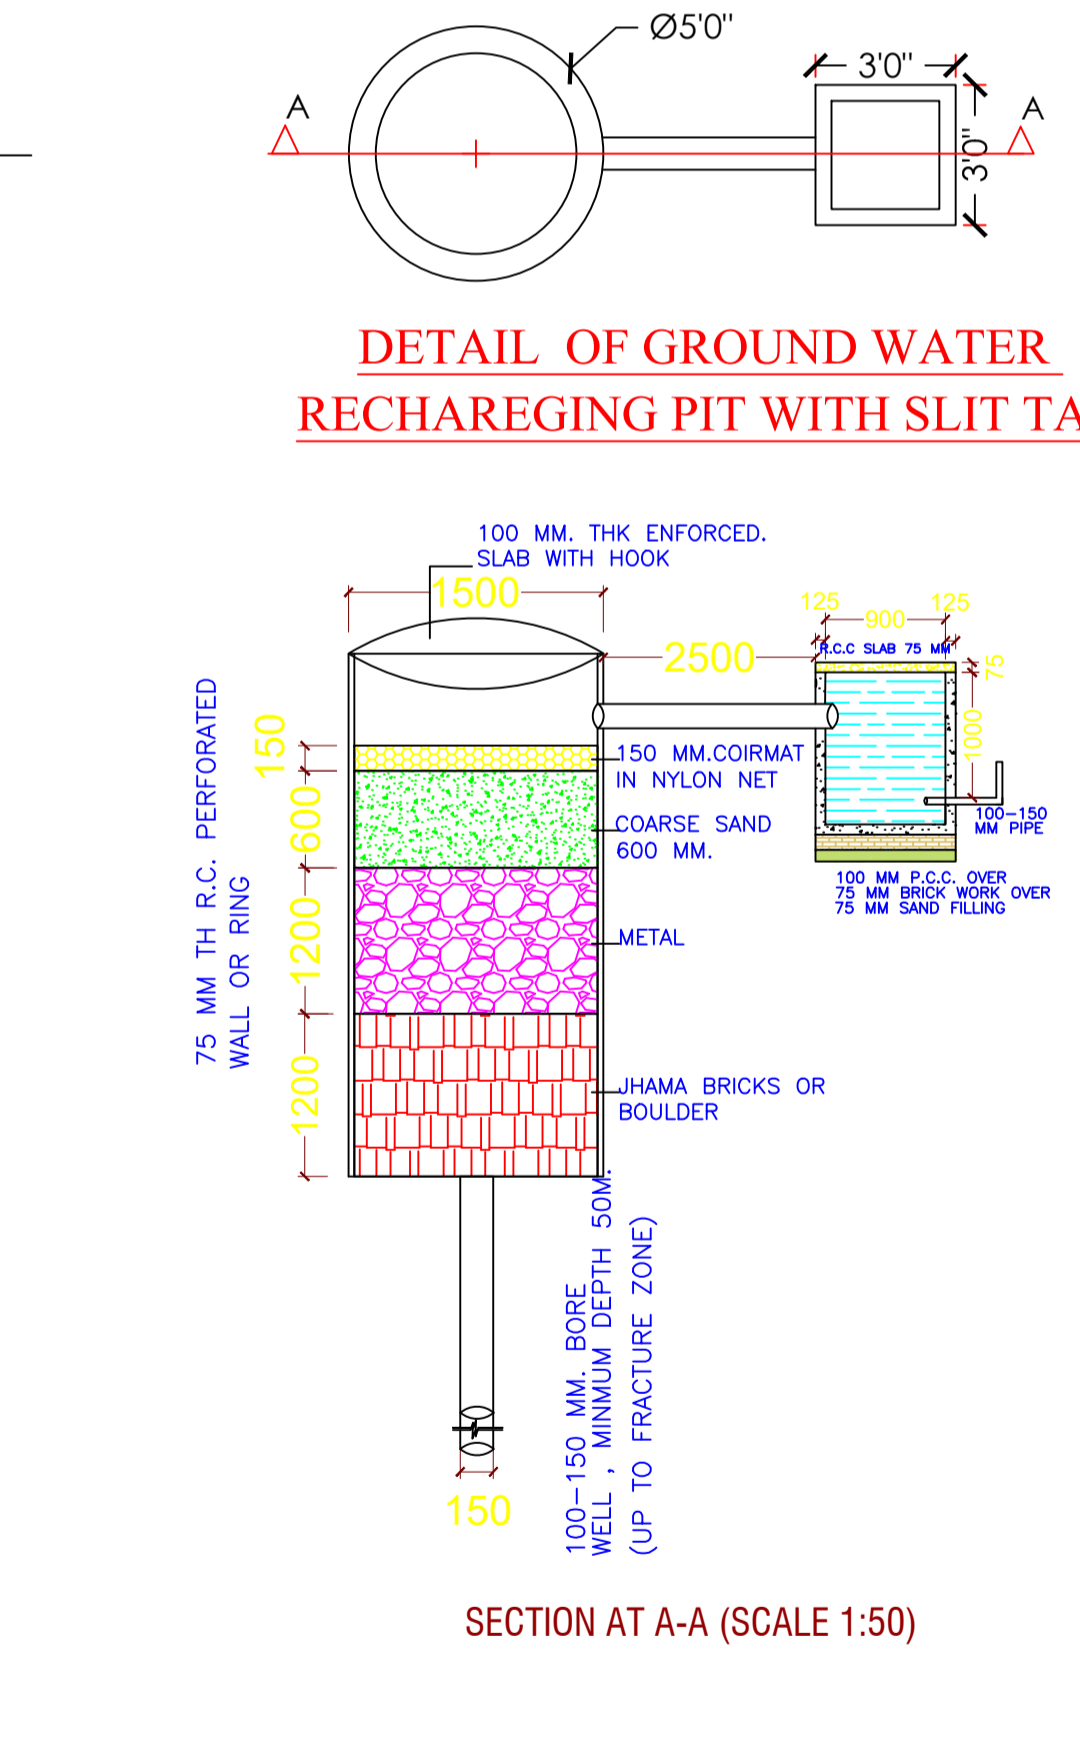 Ø5'0"
3'0"
A
A
3'0"
DETAIL OF GROUND WATER
RECHAREGING PIT WITH SLIT TA
100 MM. THK ENFORCED.
SLAB WITH HOOK
1500
125
125
900
2500
R.C.C SLAB 75 MM
75
1000
75 MM TH R.C. PERFORATED
WALL OR RING
150
600
1200
1200
150 MM.COIRMAT
IN NYLON NET
COARSE SAND
600 MM.
METAL
JHAMA BRICKS OR
BOULDER
100-150
MM PIPE
100 MM P.C.C. OVER
75 MM BRICK WORK OVER
75 MM SAND FILLING
100-150 MM. BORE
WELL , MINMUM DEPTH 50M.
(UP TO FRACTURE ZONE)
150
SECTION AT A-A (SCALE 1:50)